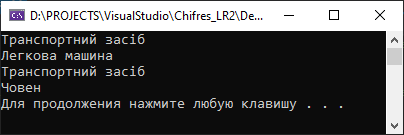 D:\PROJECTS\VisualStudio\Chifres_LR2\De...
Транспортний засіб
Легкова машина
Транспортний засіб
Човен
Для продолжения нажмите любую клавишу . . .